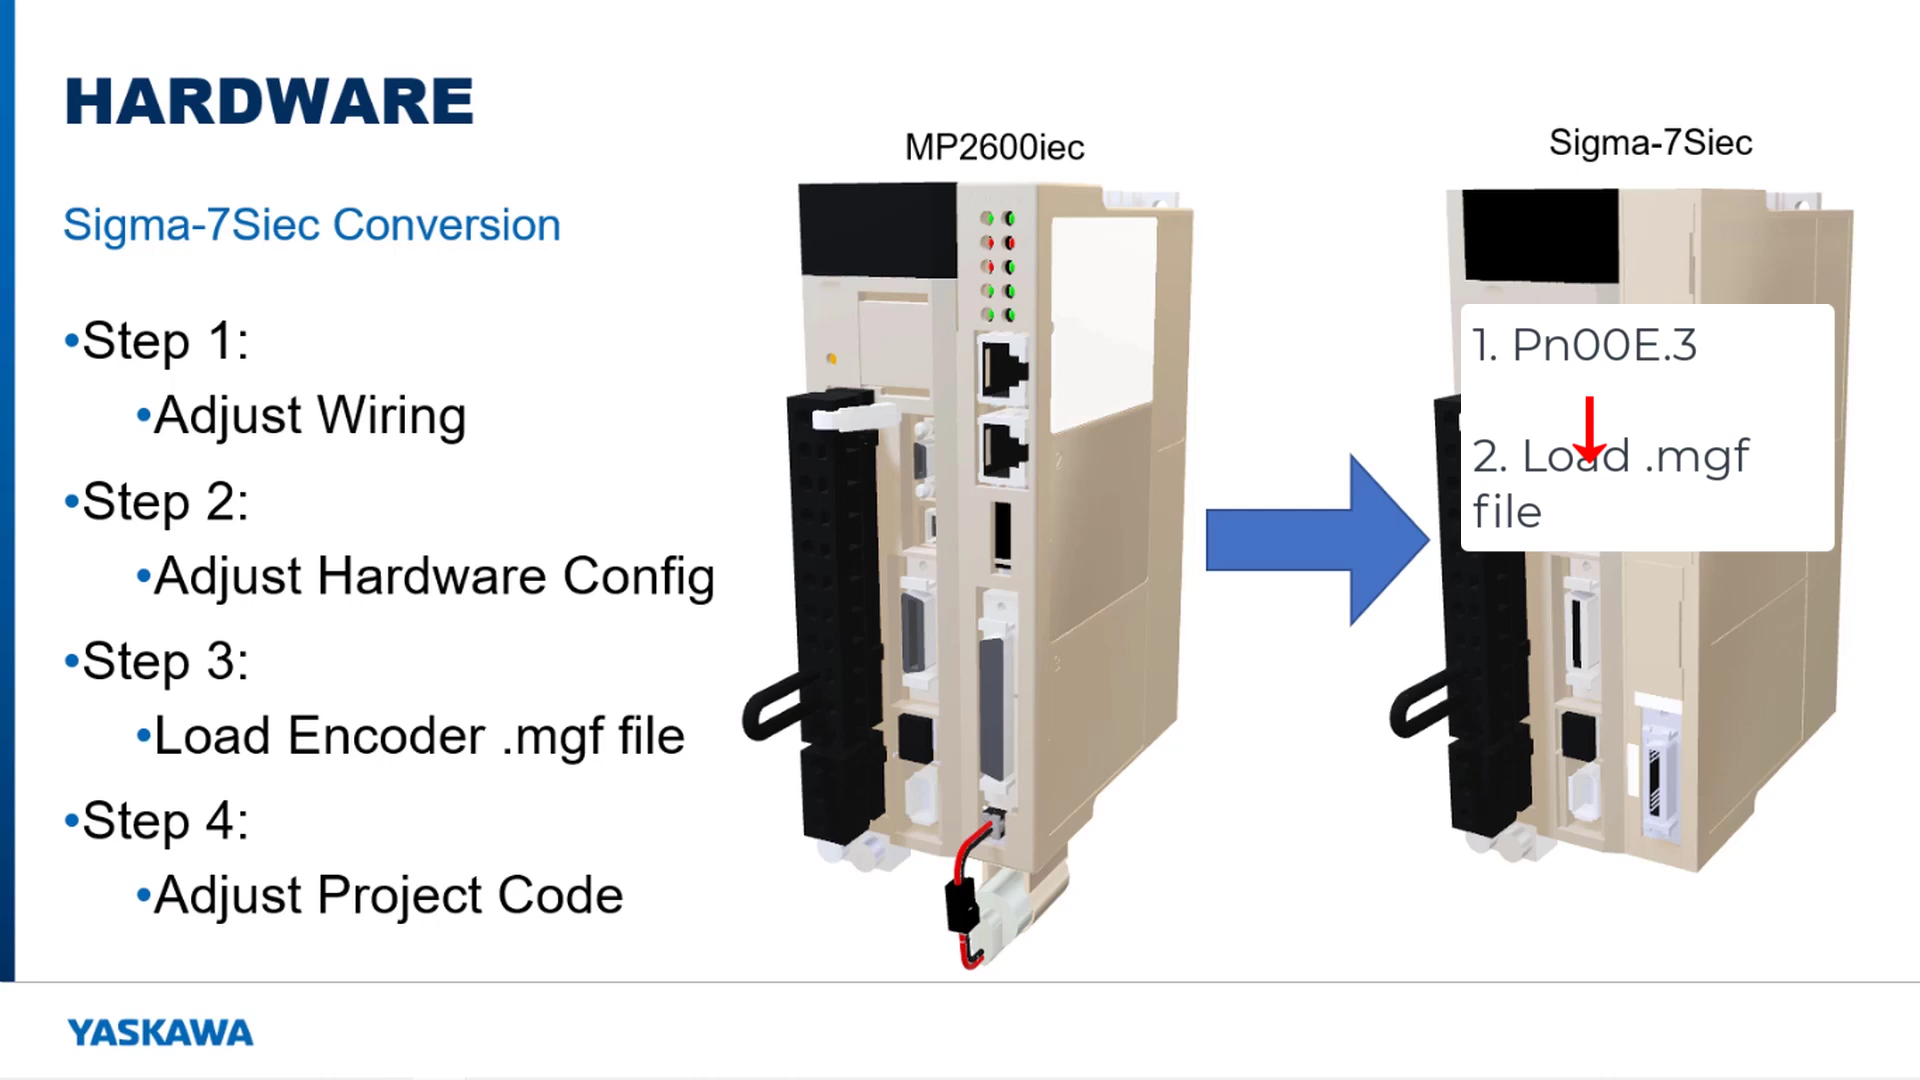 HARDWARE
Sigma-7Siec Conversion
•Step 1:
•Adjust Wiring
•Step 2:
•Adjust Hardware Config
•Step 3:
•Load Encoder .mgf file
•Step 4:
•Adjust Project Code
MP2600iec
Sigma-7Siec
1. Pn00E.3
2. Load .mgf
file
YASKAWA